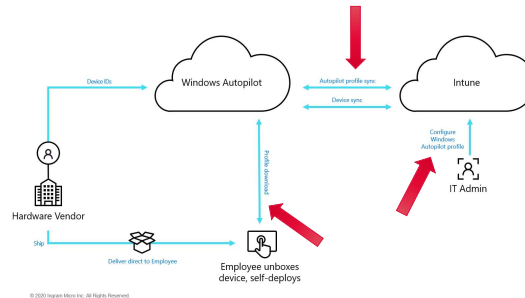 Device IDs
Windows Autopilot
Autopilot profile sync
Device sync
Intune
Configure
Windows
Autopilot profile
IT Admin
Profile download
Hardware Vendor
Ship
Deliver direct to Employee
Employee unboxes
device, self-deploys
© 2020 Ingram Micro Inc. All Rights Reserved.